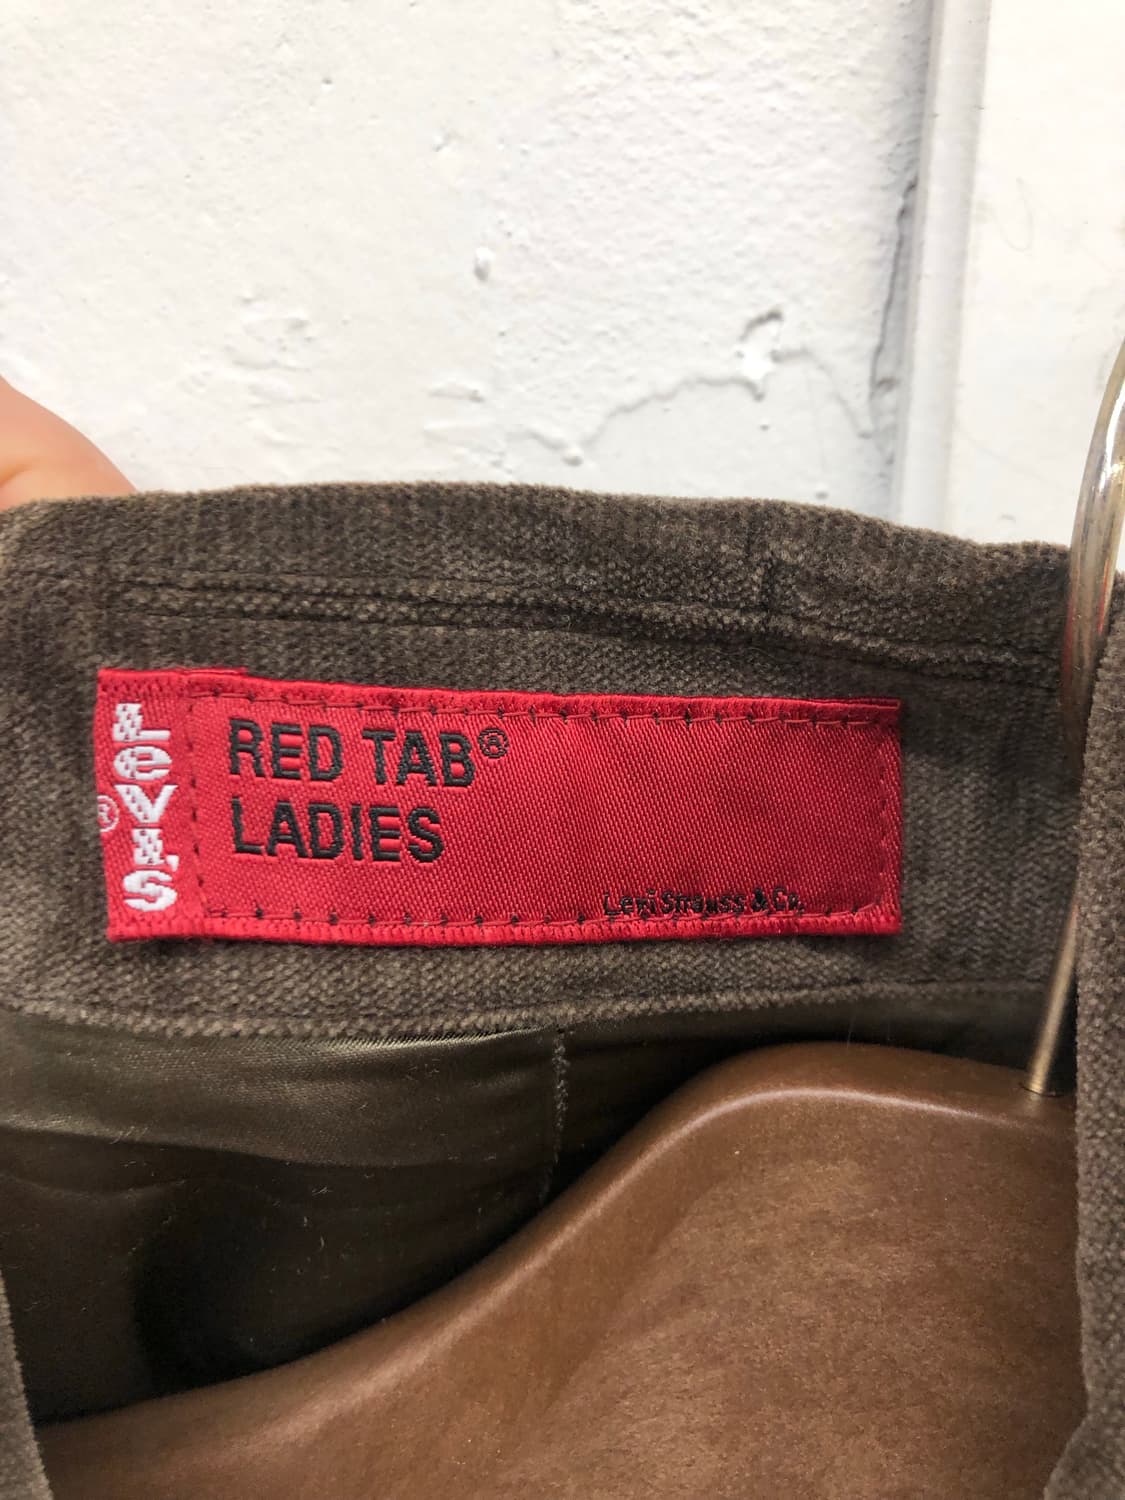 LEVI'S®
RED TAB®
LADIES
Levi Strauss & Co.